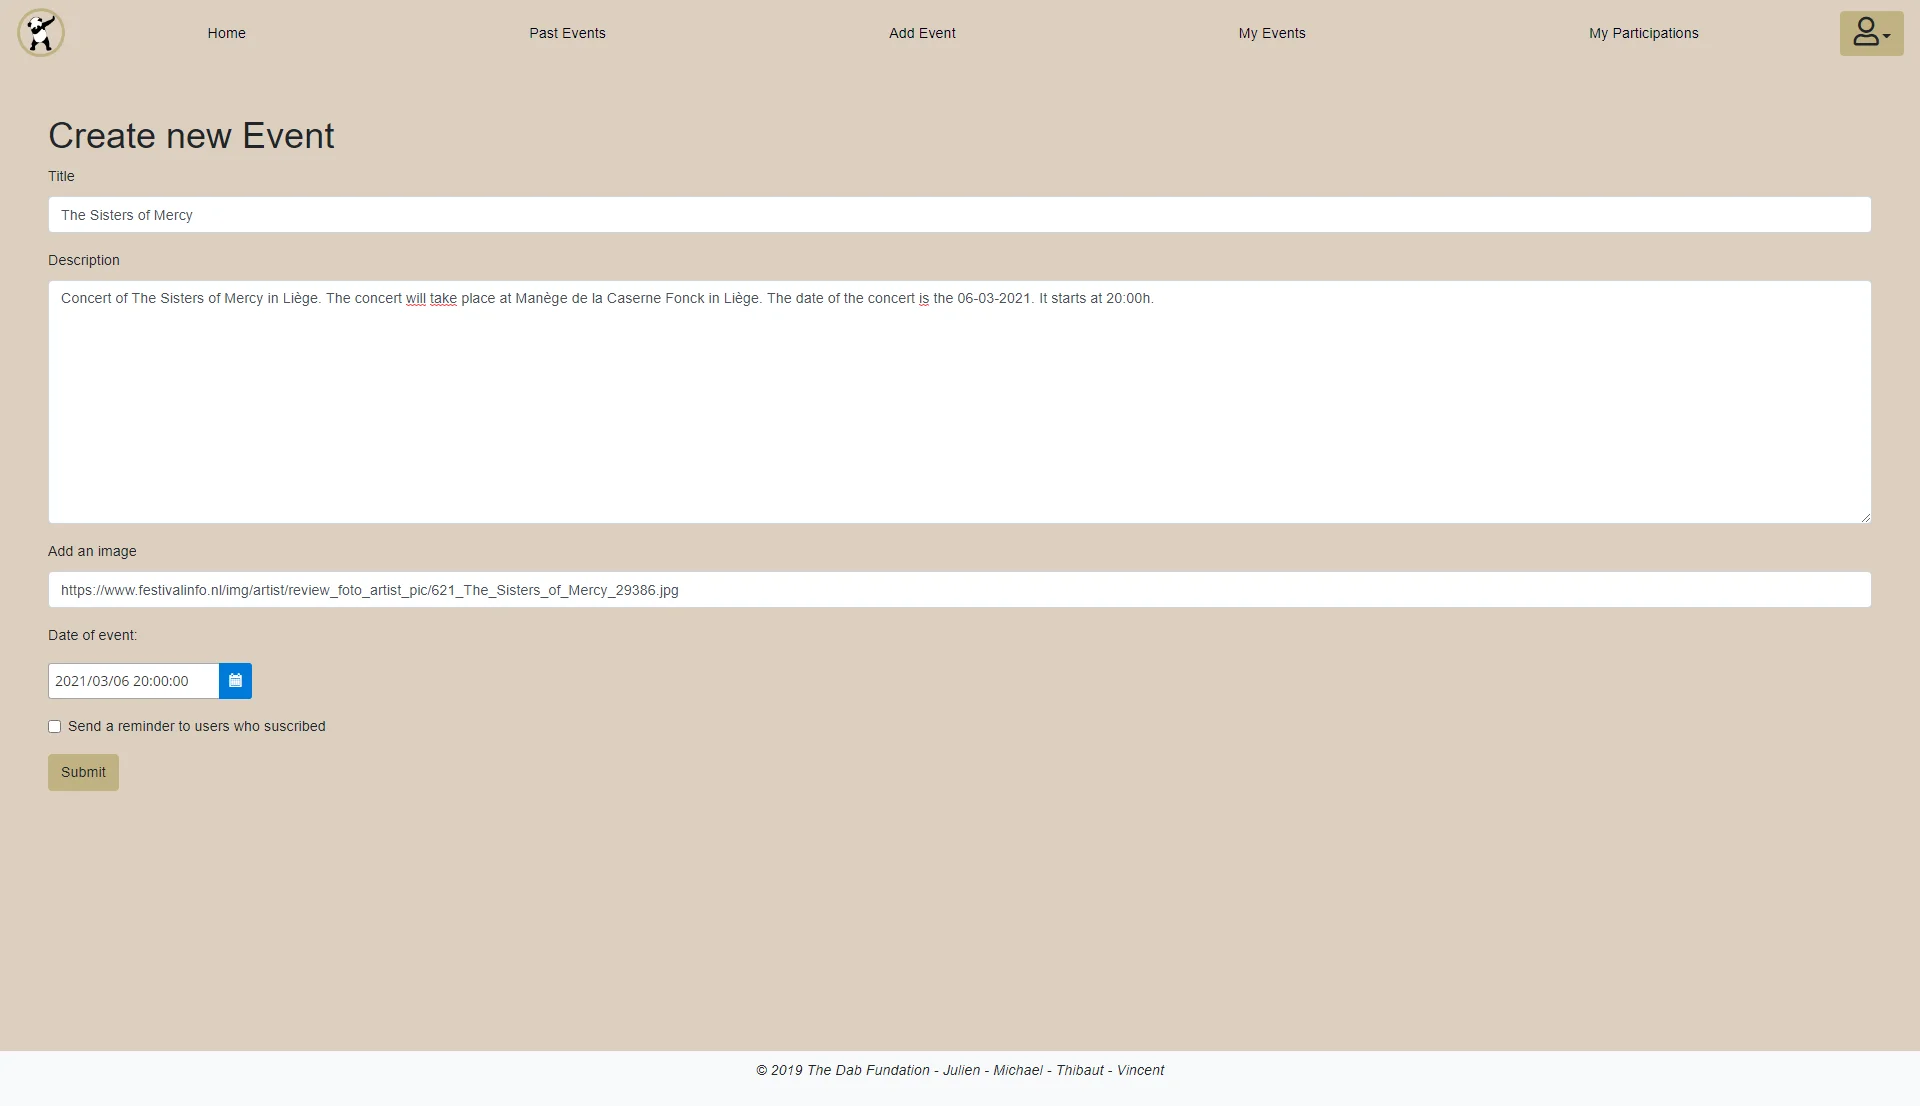 Home
Past Events
Add Event
My Events
My Participations
Create new Event
Title
The Sisters of Mercy
Description
Concert of The Sisters of Mercy in Liège. The concert will take place at Manège de la Caserne Fonck in Liège. The date of the concert is the 06-03-2021. It starts at 20:00h.
Add an image
https://www.festivalinfo.nl/img/artist/review_foto_artist_pic/621_The_Sisters_of_Mercy_29386.jpg
Date of event:
2021/03/06 20:00:00
Send a reminder to users who suscribed
Submit
© 2019 The Dab Fundation - Julien - Michael - Thibaut - Vincent